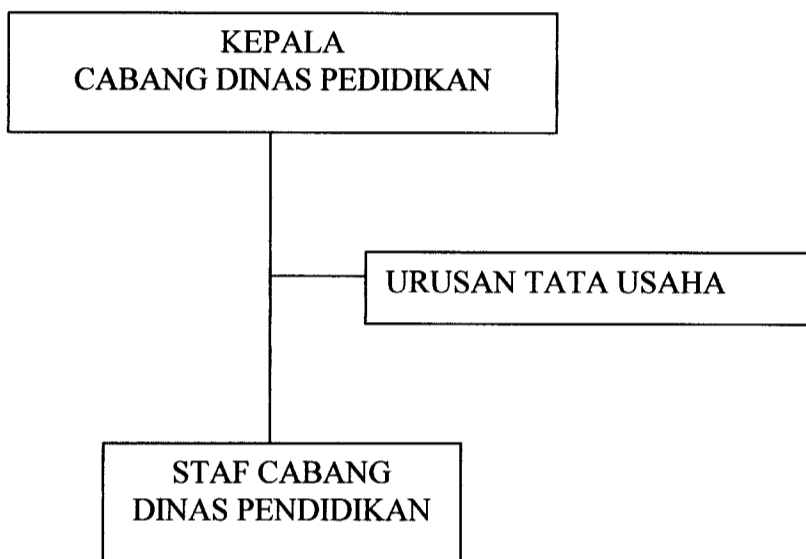 KEPALA
CABANG DINAS PEDIDIKAN
URUSAN TATA USAHA
STAF CABANG
DINAS PENDIDIKAN